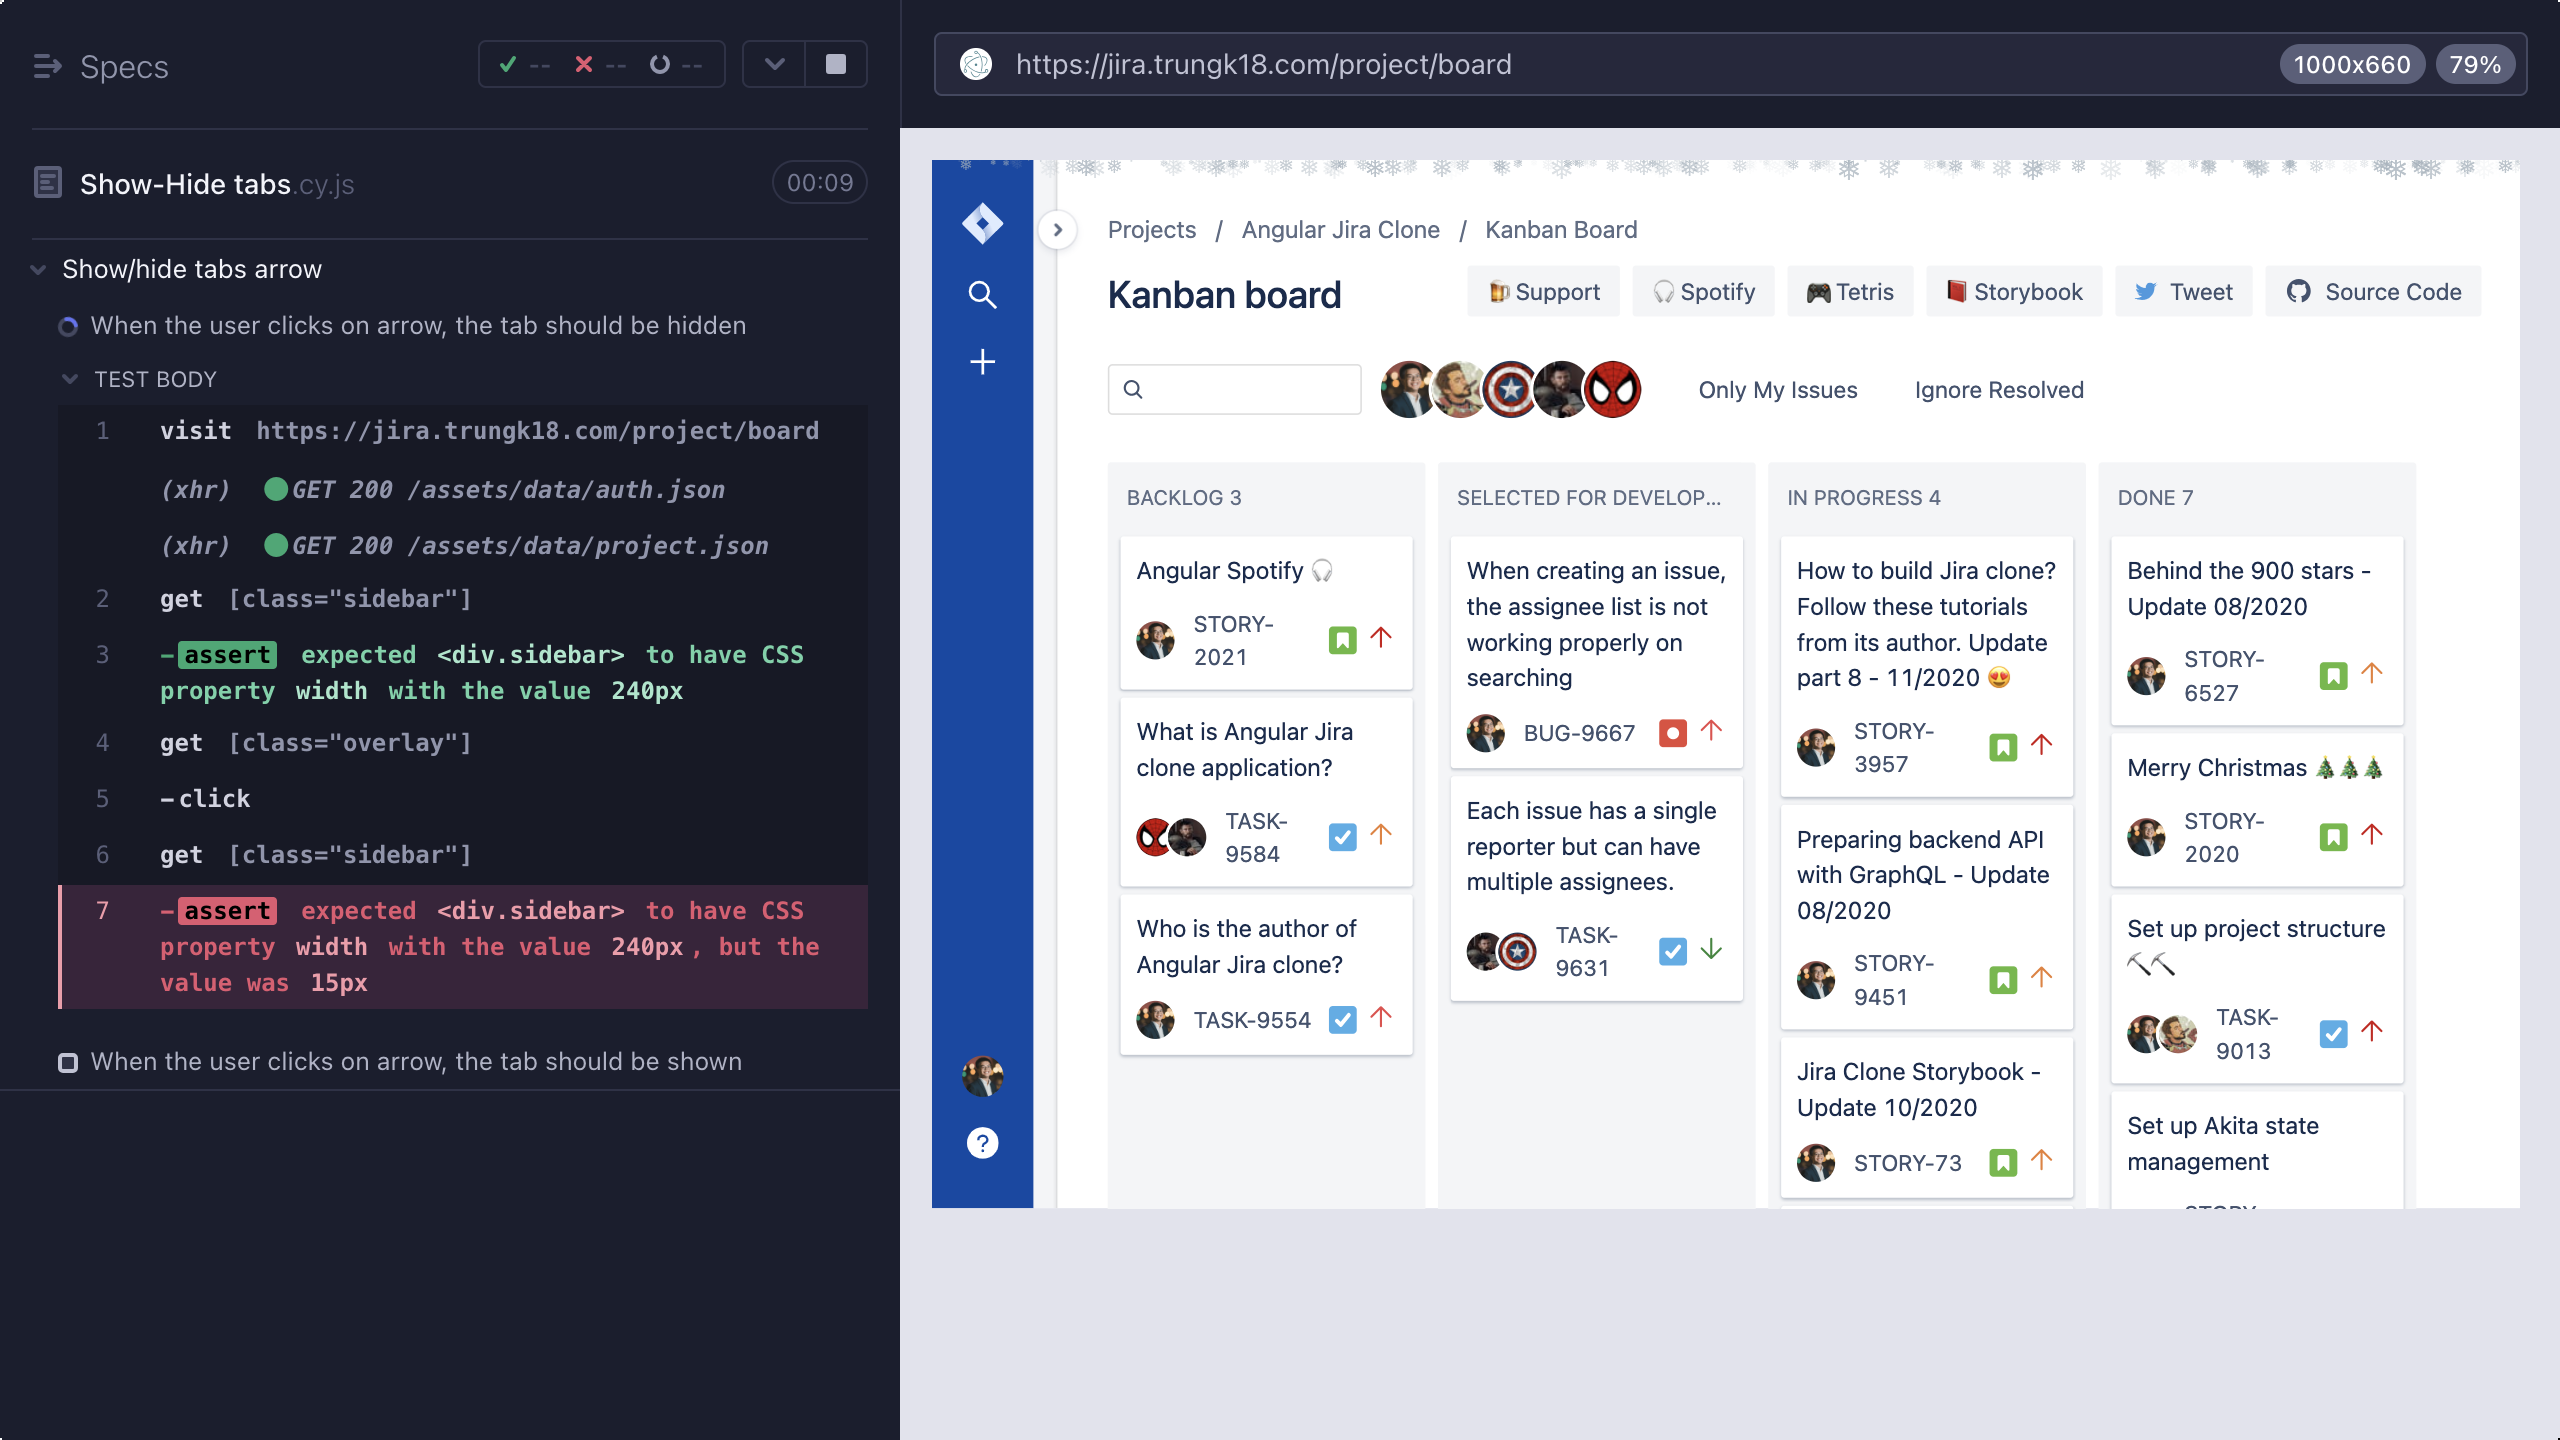 Specs
--
--
--
Show-Hide tabs.cy.js
00:09
Show/hide tabs arrow
When the user clicks on arrow, the tab should be hidden
TEST BODY
1 visit https://jira.trungk18.com/project/board
(xhr) GET 200 /assets/data/auth.json
(xhr) GET 200 /assets/data/project.json
2 get [class="sidebar"]
3 -assert expected <div.sidebar> to have CSS
property width with the value 240px
4 get [class="overlay"]
5 -click
6 get [class="sidebar"]
7 -assert expected <div.sidebar> to have CSS
property width with the value 240px, but the
value was 15px
When the user clicks on arrow, the tab should be shown
https://jira.trungk18.com/project/board
1000x660
79%
Projects / Angular Jira Clone / Kanban Board
Kanban board
Support
Spotify
Tetris
Storybook
Tweet
Source Code
Only My Issues
Ignore Resolved
BACKLOG 3
Angular Spotify
STORY-
2021
What is Angular Jira
clone application?
TASK-
9584
Who is the author of
Angular Jira clone?
TASK-9554
SELECTED FOR DEVELOP...
When creating an issue,
the assignee list is not
working properly on
searching
BUG-9667
Each issue has a single
reporter but can have
multiple assignees.
TASK-
9631
IN PROGRESS 4
How to build Jira clone?
Follow these tutorials
from its author. Update
part 8 - 11/2020 😍
STORY-
3957
Preparing backend API
with GraphQL - Update
08/2020
STORY-
9451
Jira Clone Storybook -
Update 10/2020
STORY-73
DONE 7
Behind the 900 stars -
Update 08/2020
STORY-
6527
Merry Christmas 🎄🎄🎄
STORY-
2020
Set up project structure
TASK-
9013
Set up Akita state
management
?